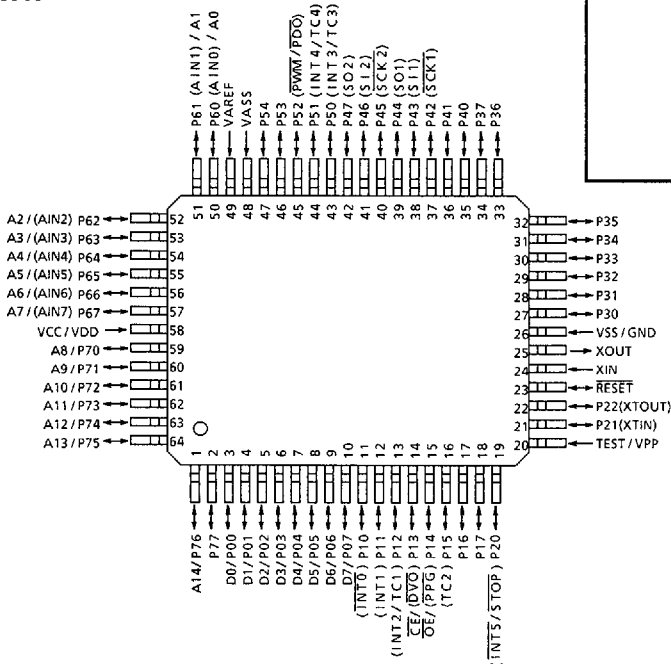 P61 (AIN1) / A1
P60 (AIN0) / A0
VAREF
VASS
P54
P53
P52 (PWM/PDO)
P51 (INT4/TC4)
P50 (INT3/TC3)
P47 (SO2)
P46 (SI2)
P45 (SCK2)
P44 (SO1)
P43 (SI1)
P42 (SCK1)
P41
P40
P37
P36
51 50 49 48 47 46 45 44 43 42 41 40 39 38 37 36 35 34 33
A2 / (AIN2) P62 52
A3 / (AIN3) P63 53
A4 / (AIN4) P64 54
A5 / (AIN5) P65 55
A6 / (AIN6) P66 56
A7 / (AIN7) P67 57
VCC / VDD 58
A8 / P70 59
A9 / P71 60
A10 / P72 61
A11 / P73 62
A12 / P74 63
A13 / P75 64
32 P35
31 P34
30 P33
29 P32
28 P31
27 P30
26 VSS / GND
25 XOUT
24 XIN
23 RESET
22 P22(XTOUT)
21 P21(XTIN)
20 TEST / VPP
1 2 3 4 5 6 7 8 9 10 11 12 13 14 15 16 17 18 19
A14/P76
P77
D0/P00
D1/P01
D2/P02
D3/P03
D4/P04
D5/P05
D6/P06
D7/P07
(INT0) P10
(INT1) P11
(INT2/TC1) P12
CE/(DVO) P13
OE/(PPG) P14
(TC2) P15
P16
P17
INT5/STOP) P20